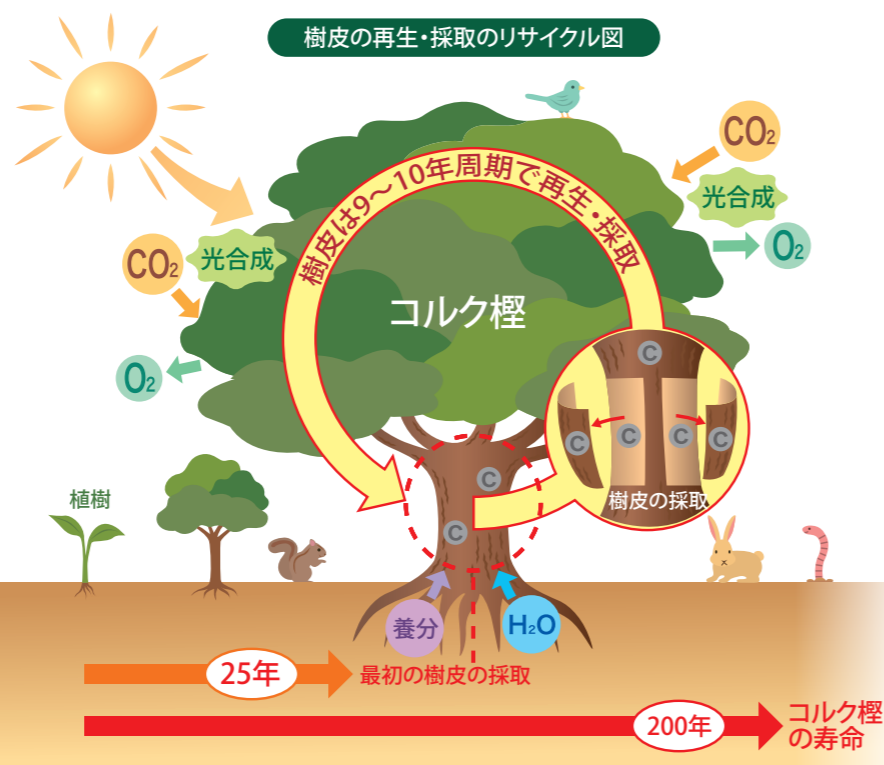 樹皮の再生・採取のリサイクル図
CO2
光合成
O2
CO2
光合成
O2
樹皮は9～10年周期で再生・採取
コルク樫
C
C
C
C
C
樹皮の採取
C
C
植樹
養分
H2O
25年
最初の樹皮の採取
200年
コルク樫
の寿命